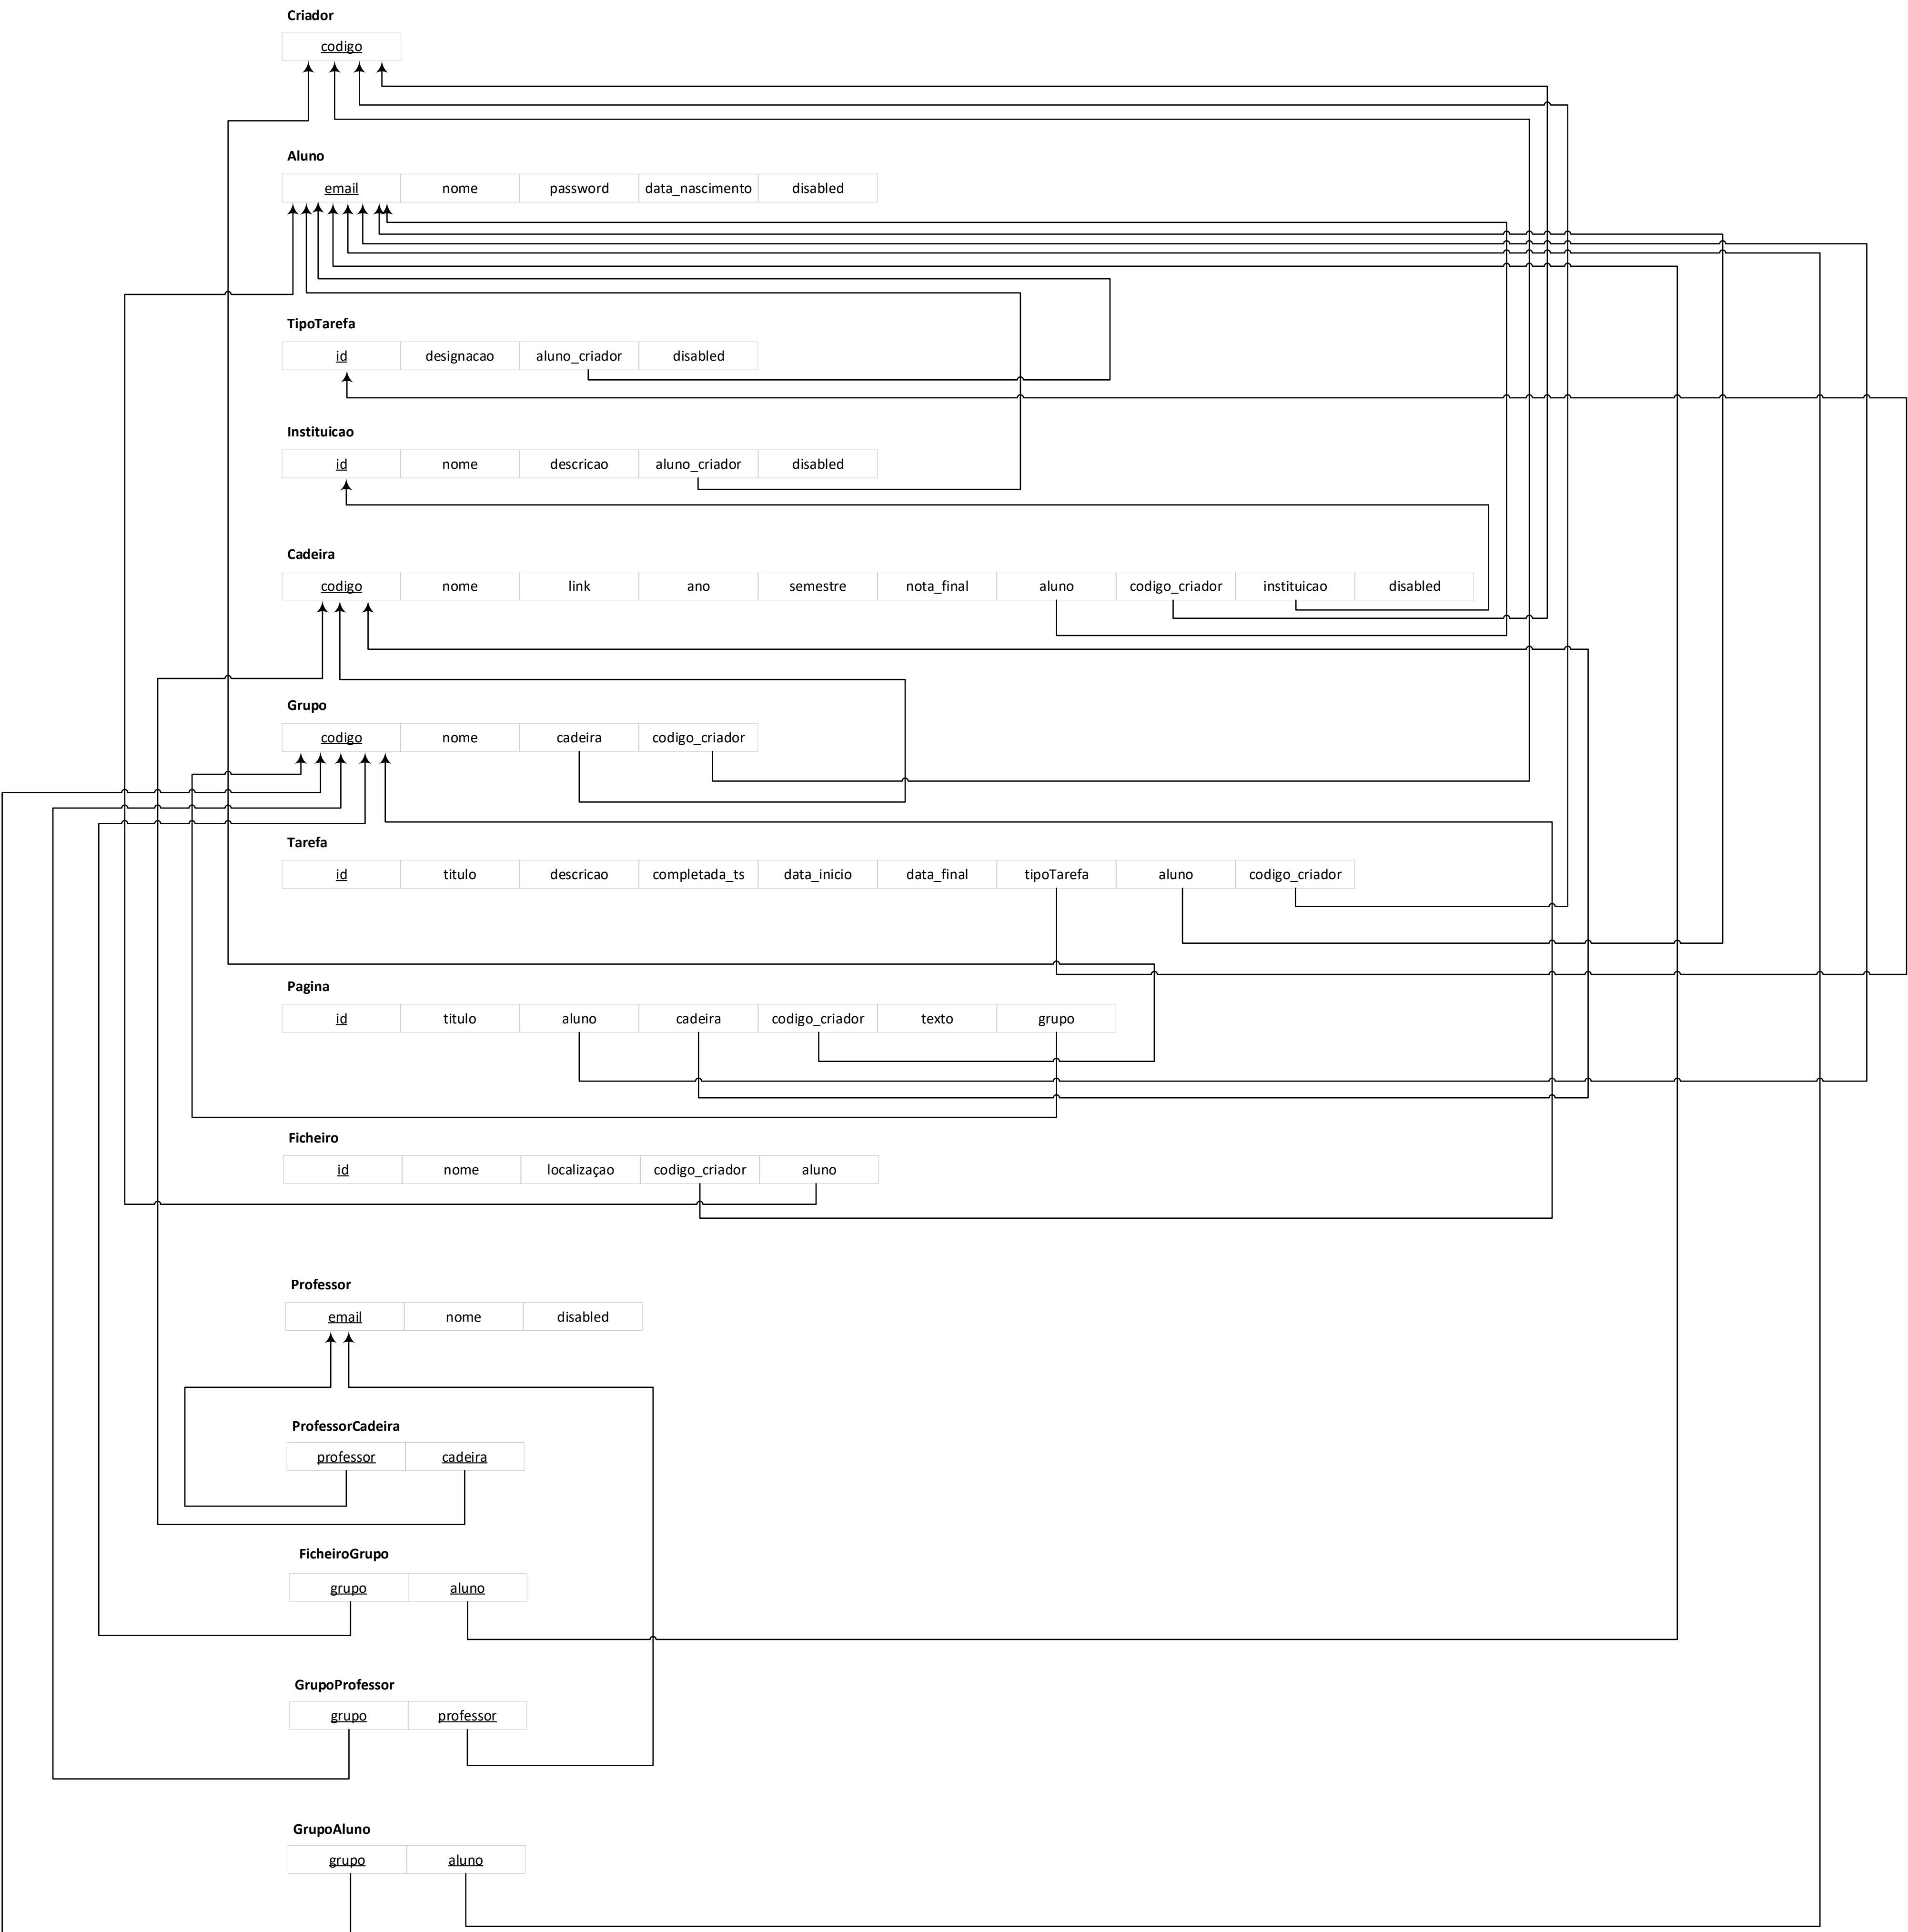 Criador
codigo
Aluno
email nome password data_nascimento disabled
TipoTarefa
id designacao aluno_criador disabled
Instituicao
id nome descricao aluno_criador disabled
Cadeira
codigo nome link ano semestre nota_final aluno codigo_criador instituicao disabled
Grupo
codigo nome cadeira codigo_criador
Tarefa
id titulo descricao completada_ts data_inicio data_final tipoTarefa aluno codigo_criador
Pagina
id titulo aluno cadeira codigo_criador texto grupo
Ficheiro
id nome localizaçao codigo_criador aluno
Professor
email nome disabled
ProfessorCadeira
professor cadeira
FicheiroGrupo
grupo aluno
GrupoProfessor
grupo professor
GrupoAluno
grupo aluno